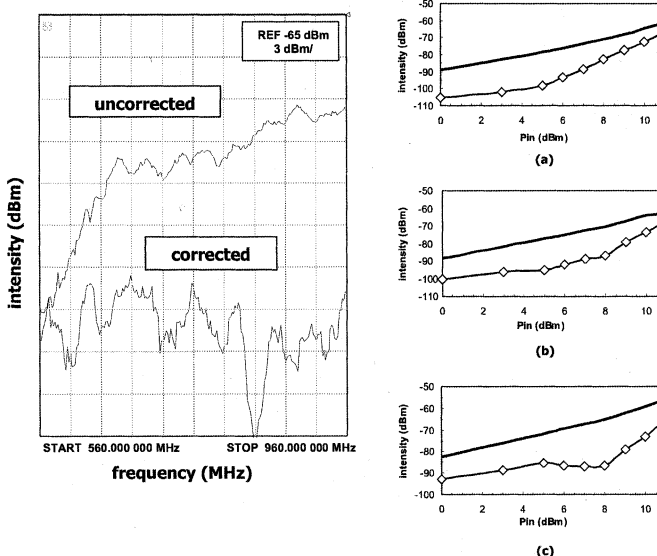 REF -65 dBm
3 dBm/
uncorrected
corrected
intensity (dBm)
START 560.000 000 MHz STOP 960.000 000 MHz
frequency (MHz)
intensity (dBm)
-50
-60
-70
-80
-90
-100
-110
0 2 4 6 8 10
Pin (dBm)
(a)
intensity (dBm)
-50
-60
-70
-80
-90
-100
-110
0 2 4 6 8 10
Pin (dBm)
(b)
intensity (dBm)
-50
-60
-70
-80
-90
-100
0 2 4 6 8 10
Pin (dBm)
(c)